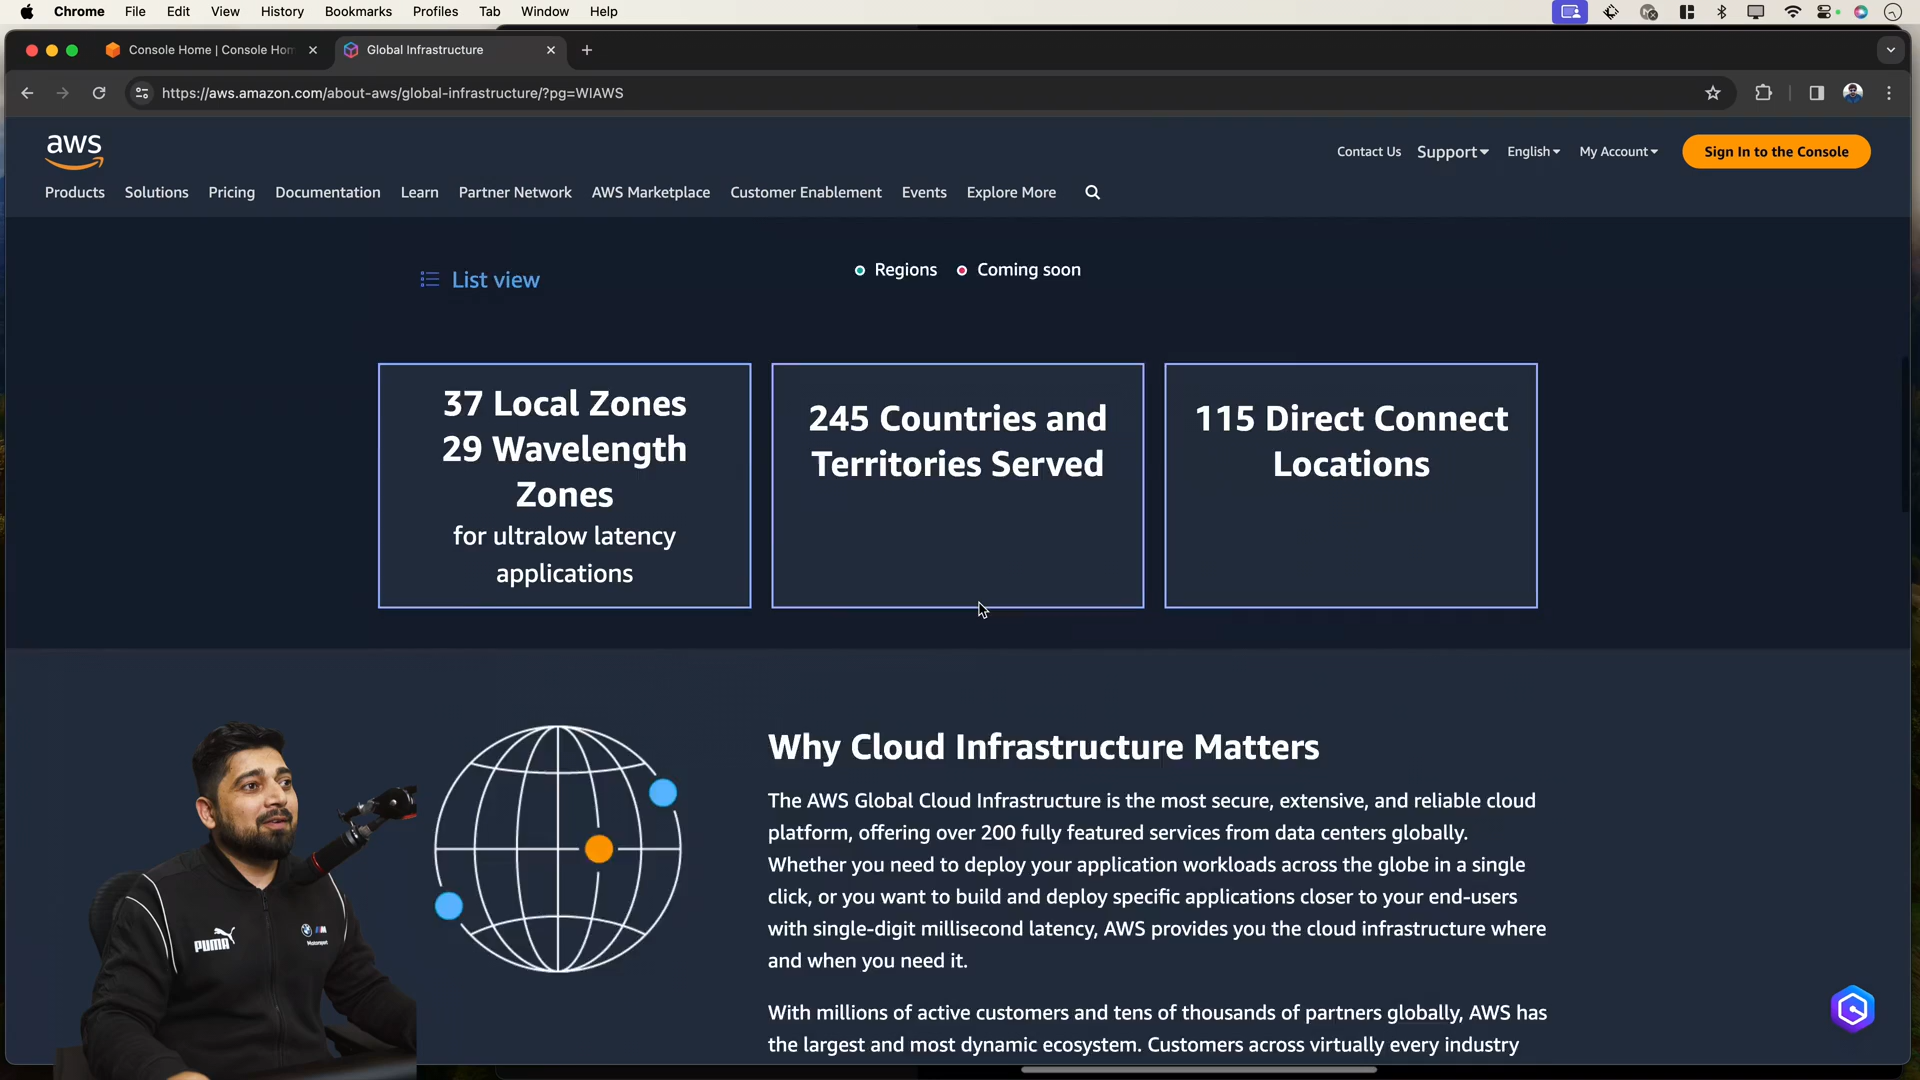 Chrome File Edit View History Bookmarks Profiles Tab Window Help
Console Home | Console Hom
Global Infrastructure
https://aws.amazon.com/about-aws/global-infrastructure/?pg=WIAWS
aws
Contact Us Support English My Account Sign In to the Console
Products Solutions Pricing Documentation Learn Partner Network AWS Marketplace Customer Enablement Events Explore More
List view
Regions Coming soon
37 Local Zones
29 Wavelength
Zones
for ultralow latency
applications
245 Countries and
Territories Served
115 Direct Connect
Locations
Why Cloud Infrastructure Matters
The AWS Global Cloud Infrastructure is the most secure, extensive, and reliable cloud
platform, offering over 200 fully featured services from data centers globally.
Whether you need to deploy your application workloads across the globe in a single
click, or you want to build and deploy specific applications closer to your end-users
with single-digit millisecond latency, AWS provides you the cloud infrastructure where
and when you need it.
With millions of active customers and tens of thousands of partners globally, AWS has
the largest and most dynamic ecosystem. Customers across virtually every industry
PUMA
Motorsport